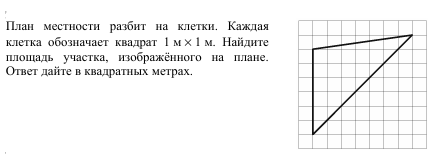 План местности разбит на клетки. Каждая
клетка обозначает квадрат 1 м × 1 м. Найдите
площадь участка, изображённого на плане.
Ответ дайте в квадратных метрах.